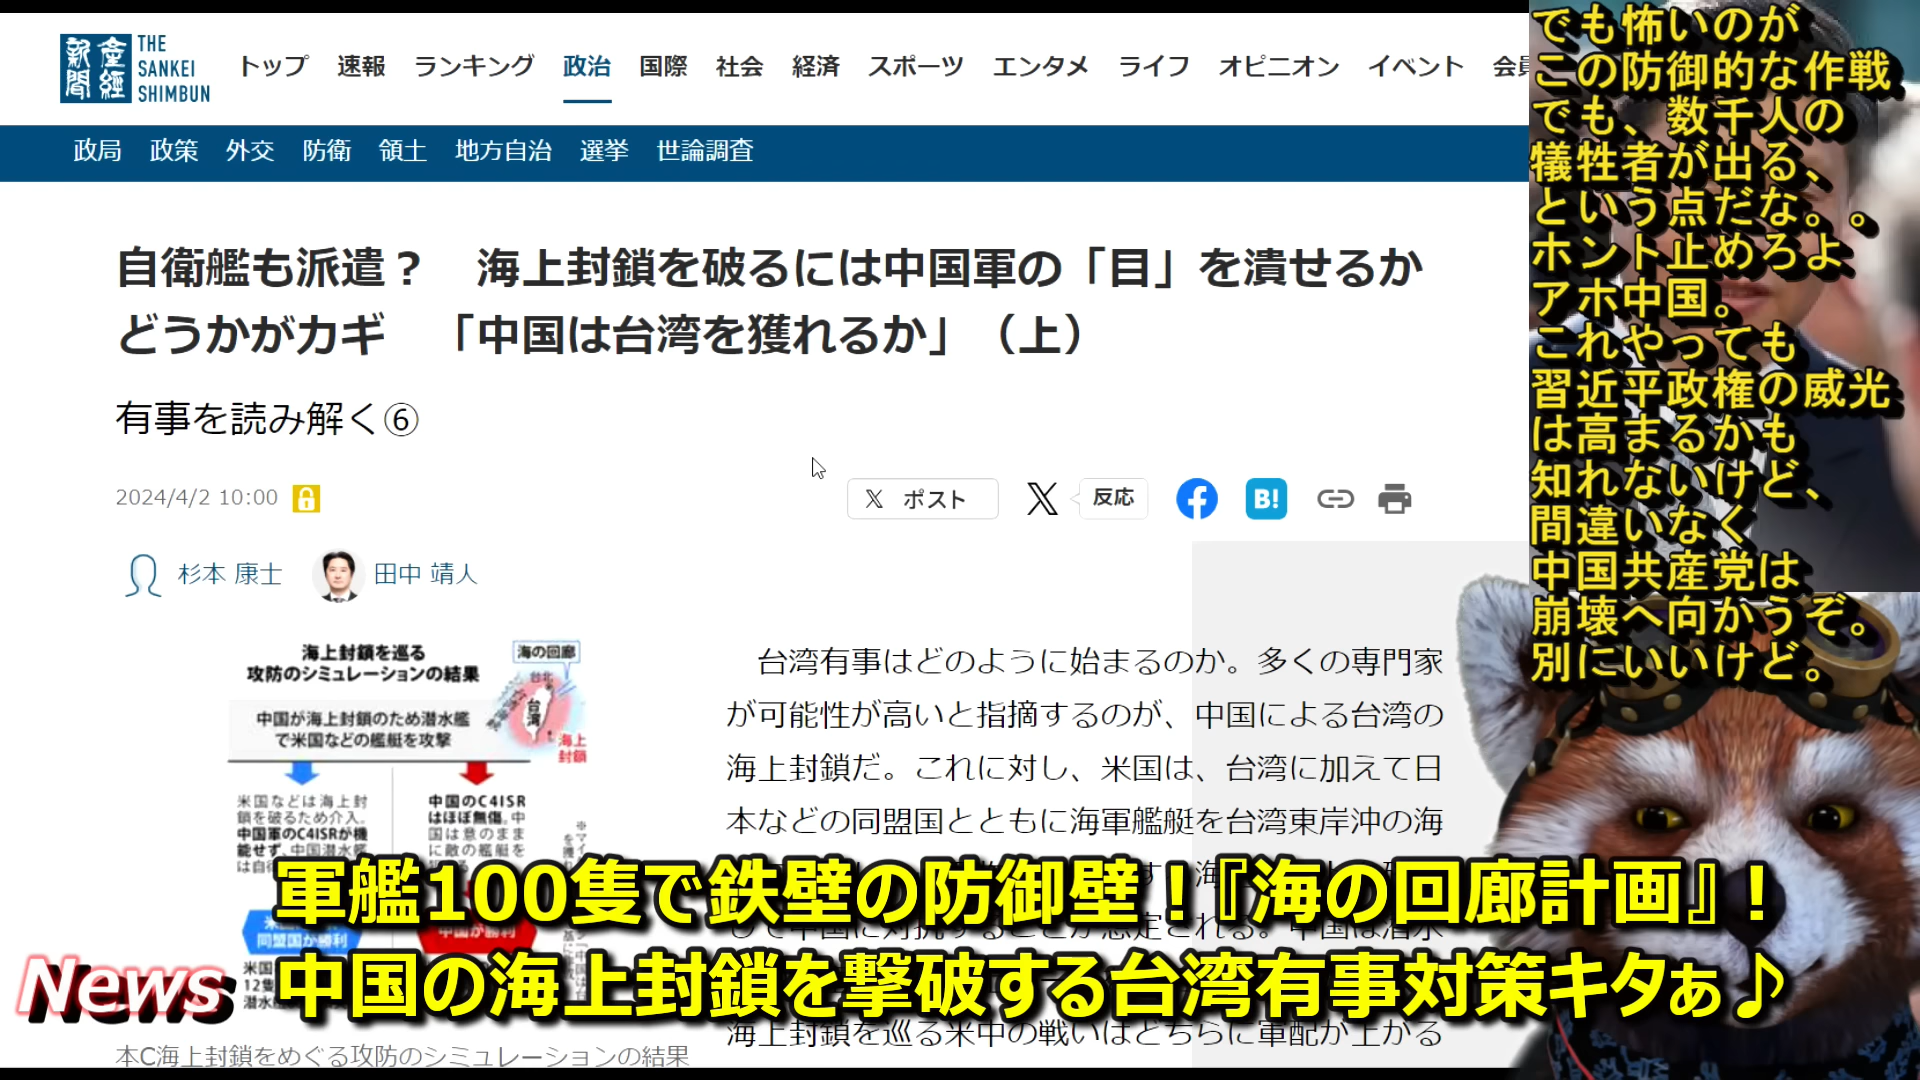 産經新聞
THE SANKEI SHIMBUN
トップ 速報 ランキング 政治 国際 社会 経済 スポーツ エンタメ ライフ オピニオン イベント 会員
政局 政策 外交 防衛 領土 地方自治 選挙 世論調査
自衛艦も派遣？ 海上封鎖を破るには中国軍の「目」を潰せるか
どうかがカギ 「中国は台湾を獲れるか」（上）
有事を読み解く⑥
2024/4/2 10:00
ポスト 反応 B!
杉本 康士 田中 靖人
海上封鎖を巡る
攻防のシミュレーションの結果
海の回廊
台北
台湾
海上
封鎖
中国が海上封鎖のため潜水艦
で米国などの艦艇を攻撃
米国などは海上封
鎖を破るため介入。
中国軍のC4ISRが機
能せず、中国潜水艦
中国のC4ISR
はほぼ無傷。中
国は意のまま
に敵の艦艇を
同盟国が勝利
中国が勝利
米国
12隻
潜水
本C海上封鎖をめぐる攻防のシミュレーションの結果
台湾有事はどのように始まるのか。多くの専門家
が可能性が高いと指摘するのが、中国による台湾の
海上封鎖だ。これに対し、米国は、台湾に加えて日
本などの同盟国とともに海軍艦艇を台湾東岸沖の海
海上封鎖を巡る米中の戦いはどちらに軍配が上がる
でも怖いのが
この防御的な作戦
でも、数千人の
犠牲者が出る、
という点だな。。
ホント止めろよ
アホ中国。
これやっても
習近平政権の威光
は高まるかも
知れないけど、
間違いなく
中国共産党は
崩壊へ向かうぞ。
別にいいけど。
軍艦100隻で鉄壁の防御壁！『海の回廊計画』！
News
中国の海上封鎖を撃破する台湾有事対策キタぁ♪